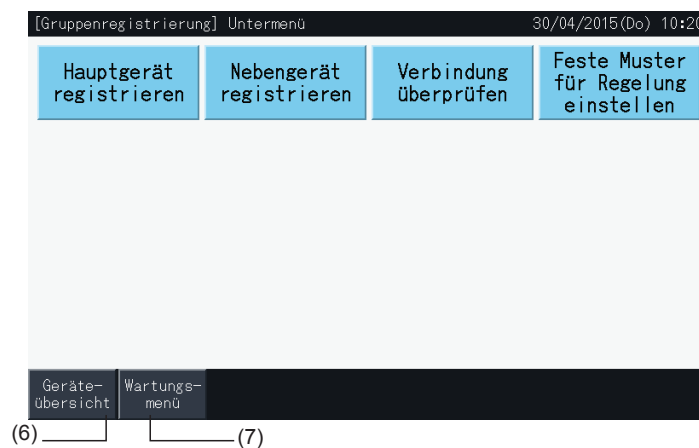 [Gruppenregistrierung] Untermenü 30/04/2015(Do) 10:20
Hauptgerät
registrieren
Nebengerät
registrieren
Verbindung
überprüfen
Feste Muster
für Regelung
einstellen
Geräte-
übersicht
Wartungs-
menü
(6)
(7)